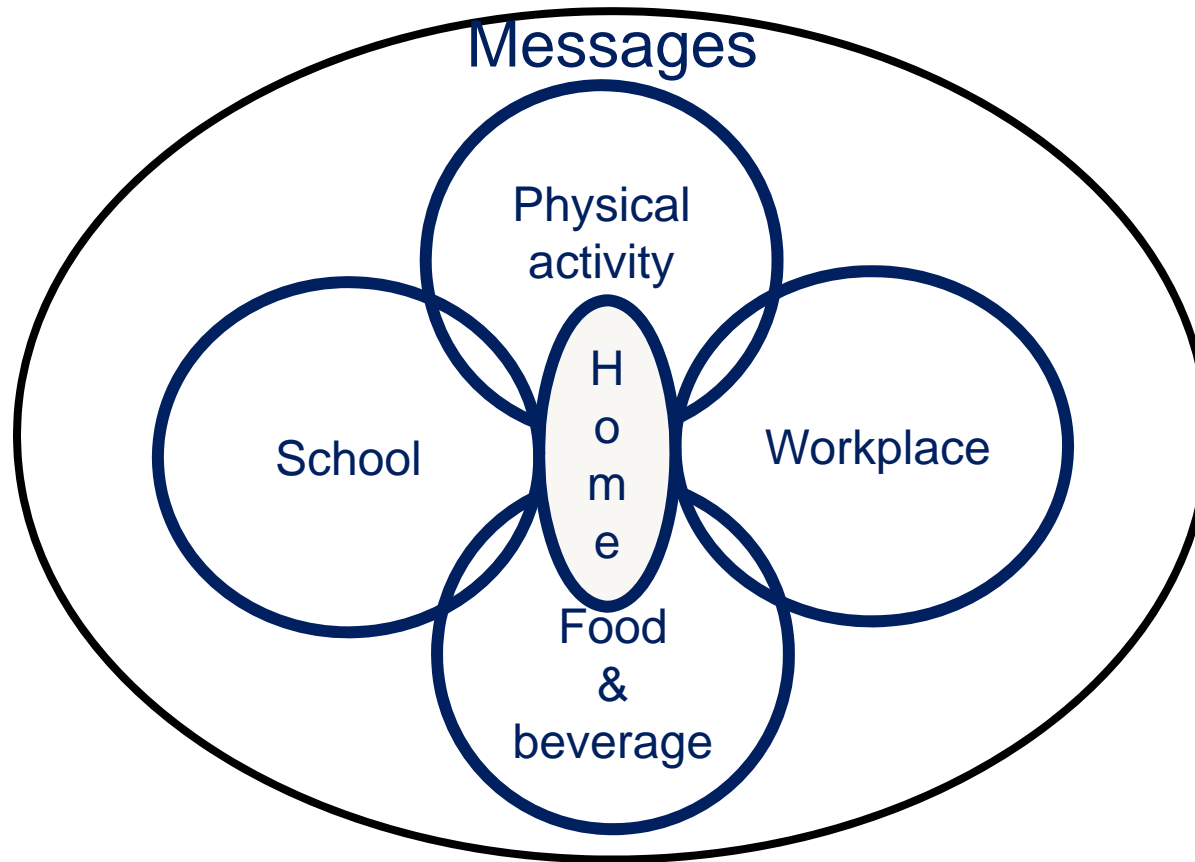 Messages
Physical
activity
H
o
m
e
School
Workplace
Food
&
beverage